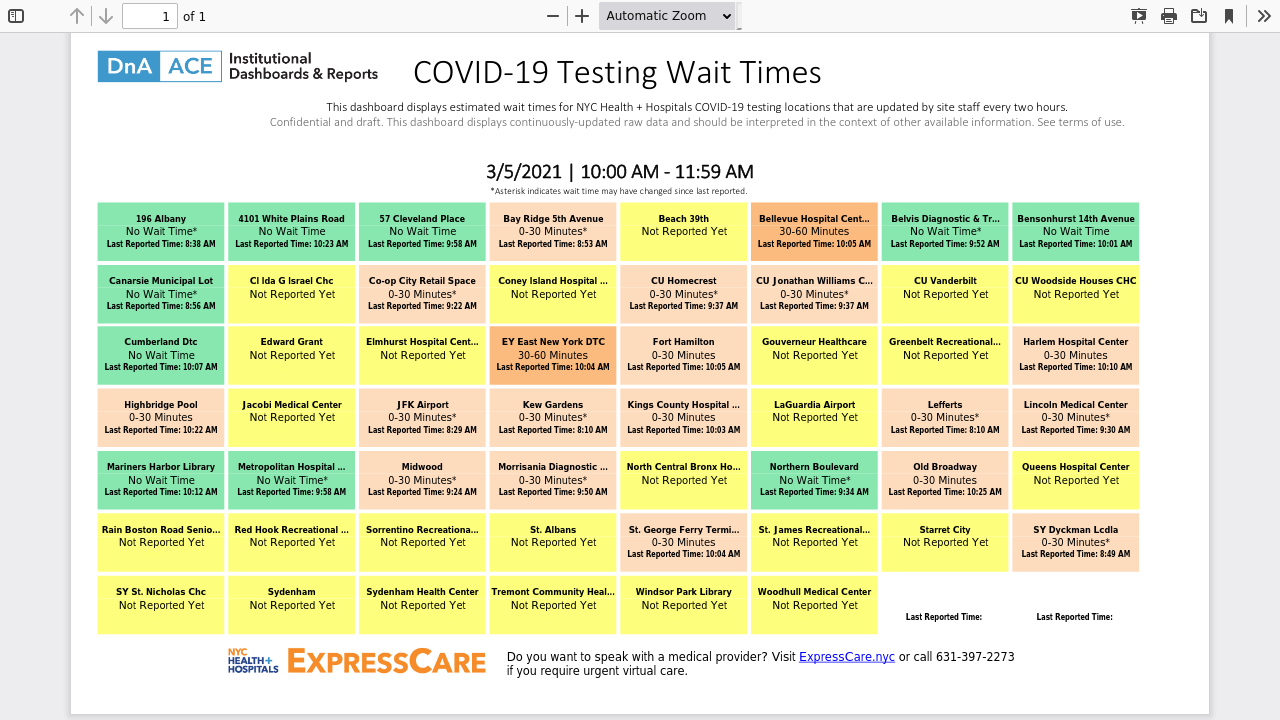 1 of 1
Automatic Zoom
DnA ACE Institutional
Dashboards & Reports
COVID-19 Testing Wait Times
This dashboard displays estimated wait times for NYC Health + Hospitals COVID-19 testing locations that are updated by site staff every two hours.
Confidential and draft. This dashboard displays continuously-updated raw data and should be interpreted in the context of other available information. See terms of use.
3/5/2021 | 10:00 AM - 11:59 AM
*Asterisk indicates wait time may have changed since last reported.
196 Albany
No Wait Time*
Last Reported Time: 8:38 AM
4101 White Plains Road
No Wait Time
Last Reported Time: 10:23 AM
57 Cleveland Place
No Wait Time
Last Reported Time: 9:58 AM
Bay Ridge 5th Avenue
0-30 Minutes*
Last Reported Time: 8:53 AM
Beach 39th
Not Reported Yet
Bellevue Hospital Cent...
30-60 Minutes
Last Reported Time: 10:05 AM
Belvis Diagnostic & Tr...
No Wait Time*
Last Reported Time: 9:52 AM
Bensonhurst 14th Avenue
No Wait Time
Last Reported Time: 10:01 AM
Canarsie Municipal Lot
No Wait Time*
Last Reported Time: 8:56 AM
CI Ida G Israel Chc
Not Reported Yet
Co-op City Retail Space
0-30 Minutes*
Last Reported Time: 9:22 AM
Coney Island Hospital ...
Not Reported Yet
CU Homecrest
0-30 Minutes*
Last Reported Time: 9:37 AM
CU Jonathan Williams C...
0-30 Minutes*
Last Reported Time: 9:37 AM
CU Vanderbilt
Not Reported Yet
CU Woodside Houses CHC
Not Reported Yet
Cumberland Dtc
No Wait Time
Last Reported Time: 10:07 AM
Edward Grant
Not Reported Yet
Elmhurst Hospital Cent...
Not Reported Yet
EY East New York DTC
30-60 Minutes
Last Reported Time: 10:04 AM
Fort Hamilton
0-30 Minutes
Last Reported Time: 10:05 AM
Gouverneur Healthcare
Not Reported Yet
Greenbelt Recreational...
Not Reported Yet
Harlem Hospital Center
0-30 Minutes
Last Reported Time: 10:10 AM
Highbridge Pool
0-30 Minutes
Last Reported Time: 10:22 AM
Jacobi Medical Center
Not Reported Yet
JFK Airport
0-30 Minutes*
Last Reported Time: 8:29 AM
Kew Gardens
0-30 Minutes*
Last Reported Time: 8:10 AM
Kings County Hospital ...
0-30 Minutes
Last Reported Time: 10:03 AM
LaGuardia Airport
Not Reported Yet
Lefferts
0-30 Minutes*
Last Reported Time: 8:10 AM
Lincoln Medical Center
0-30 Minutes*
Last Reported Time: 9:30 AM
Mariners Harbor Library
No Wait Time
Last Reported Time: 10:12 AM
Metropolitan Hospital ...
No Wait Time*
Last Reported Time: 9:58 AM
Midwood
0-30 Minutes*
Last Reported Time: 9:24 AM
Morrisania Diagnostic ...
0-30 Minutes*
Last Reported Time: 9:50 AM
North Central Bronx Ho...
Not Reported Yet
Northern Boulevard
No Wait Time*
Last Reported Time: 9:34 AM
Old Broadway
0-30 Minutes
Last Reported Time: 10:25 AM
Queens Hospital Center
Not Reported Yet
Rain Boston Road Senio...
Not Reported Yet
Red Hook Recreational ...
Not Reported Yet
Sorrentino Recreationa...
Not Reported Yet
St. Albans
Not Reported Yet
St. George Ferry Termi...
0-30 Minutes
Last Reported Time: 10:04 AM
St. James Recreational...
Not Reported Yet
Starret City
Not Reported Yet
SY Dyckman Lcdla
0-30 Minutes*
Last Reported Time: 8:49 AM
SY St. Nicholas Chc
Not Reported Yet
Sydenham
Not Reported Yet
Sydenham Health Center
Not Reported Yet
Tremont Community Heal...
Not Reported Yet
Windsor Park Library
Not Reported Yet
Woodhull Medical Center
Not Reported Yet
Last Reported Time:
Last Reported Time:
NYC
HEALTH+
HOSPITALS
EXPRESSCARE
Do you want to speak with a medical provider? Visit ExpressCare.nyc or call 631-397-2273
if you require urgent virtual care.